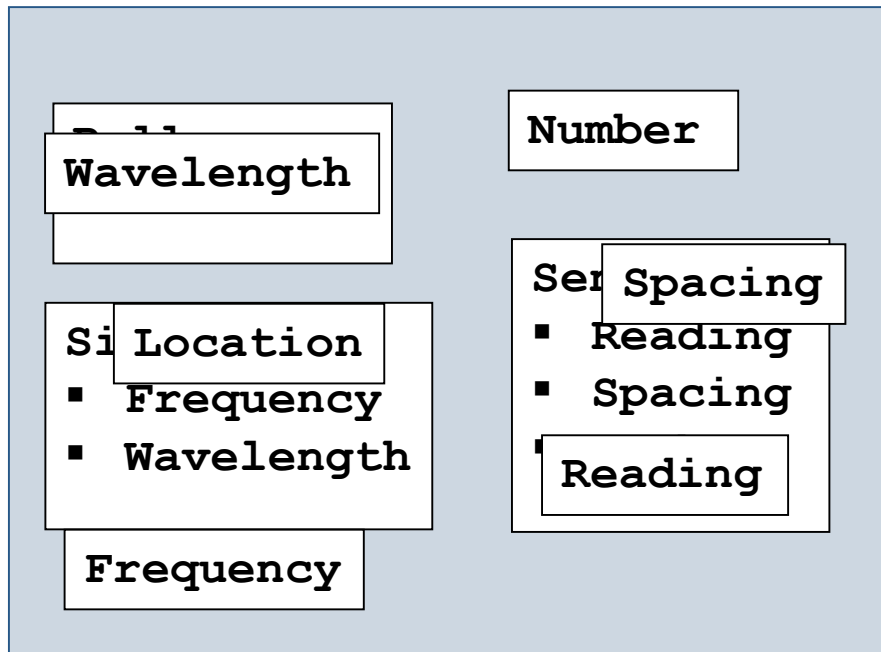 Wavelength
Number
Location
Frequency
Wavelength
Frequency
Spacing
Reading
Spacing
Reading